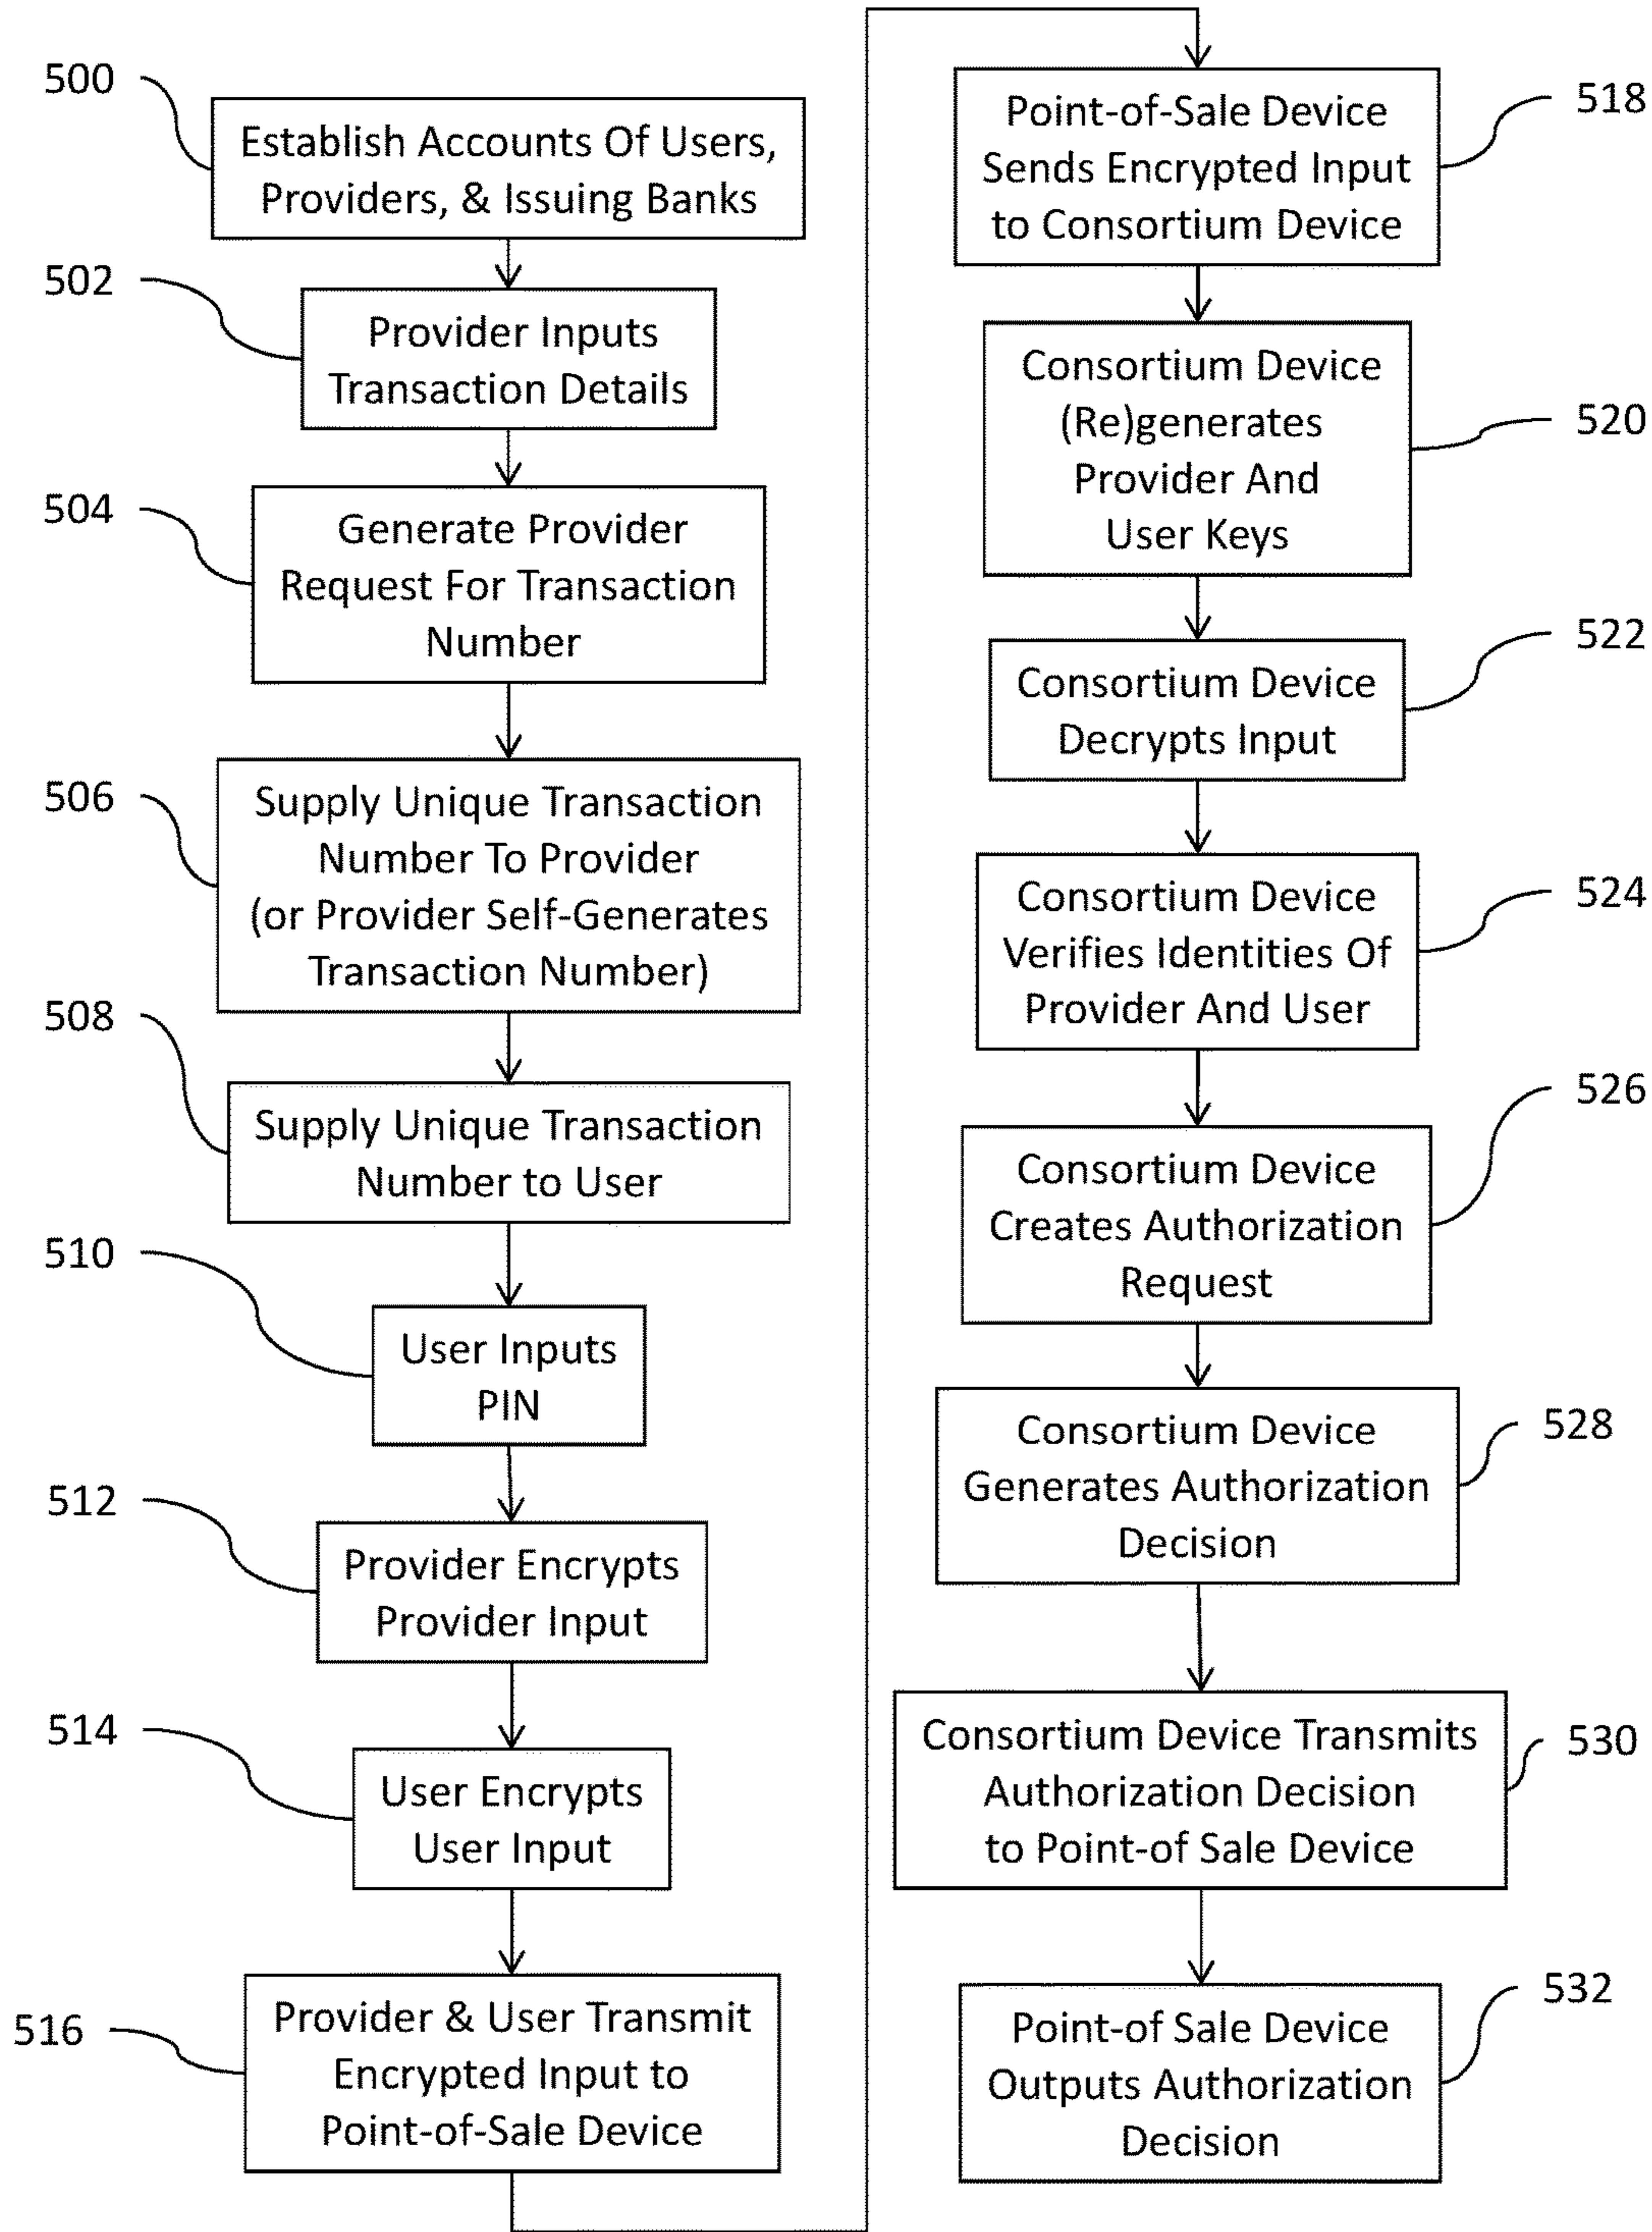 500
Establish Accounts Of Users,
Providers, & Issuing Banks
502
Provider Inputs
Transaction Details
504
Generate Provider
Request For Transaction
Number
506
Supply Unique Transaction
Number To Provider
(or Provider Self-Generates
Transaction Number)
508
Supply Unique Transaction
Number to User
510
User Inputs
PIN
512
Provider Encrypts
Provider Input
514
User Encrypts
User Input
516
Provider & User Transmit
Encrypted Input to
Point-of-Sale Device
518
Point-of-Sale Device
Sends Encrypted Input
to Consortium Device
520
Consortium Device
(Re)generates
Provider And
User Keys
522
Consortium Device
Decrypts Input
524
Consortium Device
Verifies Identities Of
Provider And User
526
Consortium Device
Creates Authorization
Request
528
Consortium Device
Generates Authorization
Decision
530
Consortium Device Transmits
Authorization Decision
to Point-of Sale Device
532
Point-of Sale Device
Outputs Authorization
Decision